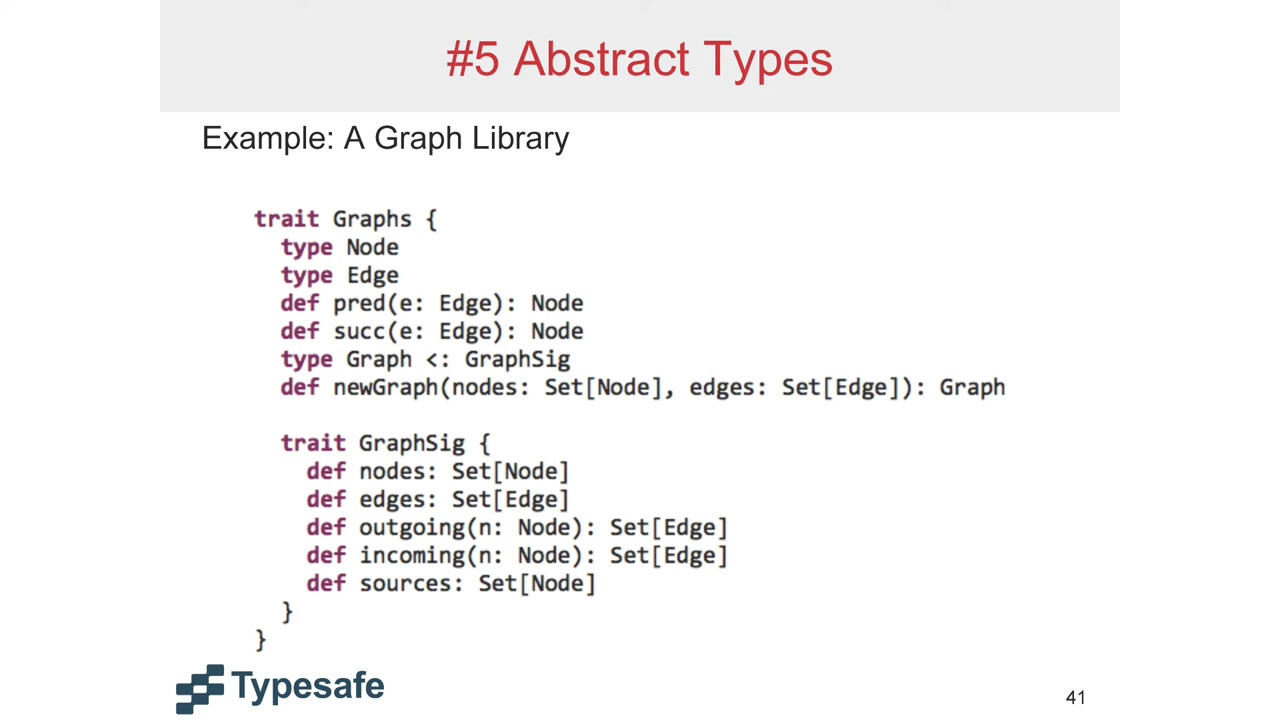 #5 Abstract Types
Example: A Graph Library
trait Graphs {
  type Node
  type Edge
  def pred(e: Edge): Node
  def succ(e: Edge): Node
  type Graph <: GraphSig
  def newGraph(nodes: Set[Node], edges: Set[Edge]): Graph
  trait GraphSig {
    def nodes: Set[Node]
    def edges: Set[Edge]
    def outgoing(n: Node): Set[Edge]
    def incoming(n: Node): Set[Edge]
    def sources: Set[Node]
  }
}
Typesafe
41